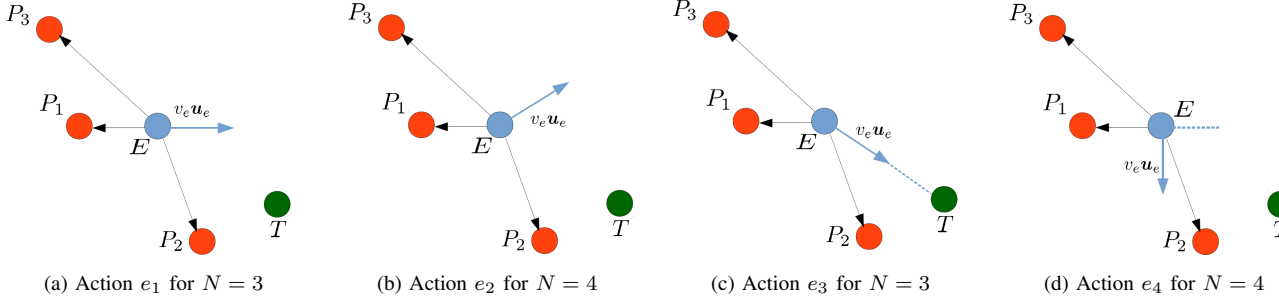 P₃ P₃ P₃ P₃
P₁ vₑuₑ P₁ vₑuₑ P₁ vₑuₑ P₁ E
E E E vₑuₑ
P₂ T P₂ T P₂ T P₂ T
(a) Action e₁ for N = 3
(b) Action e₂ for N = 4
(c) Action e₃ for N = 3
(d) Action e₄ for N = 4